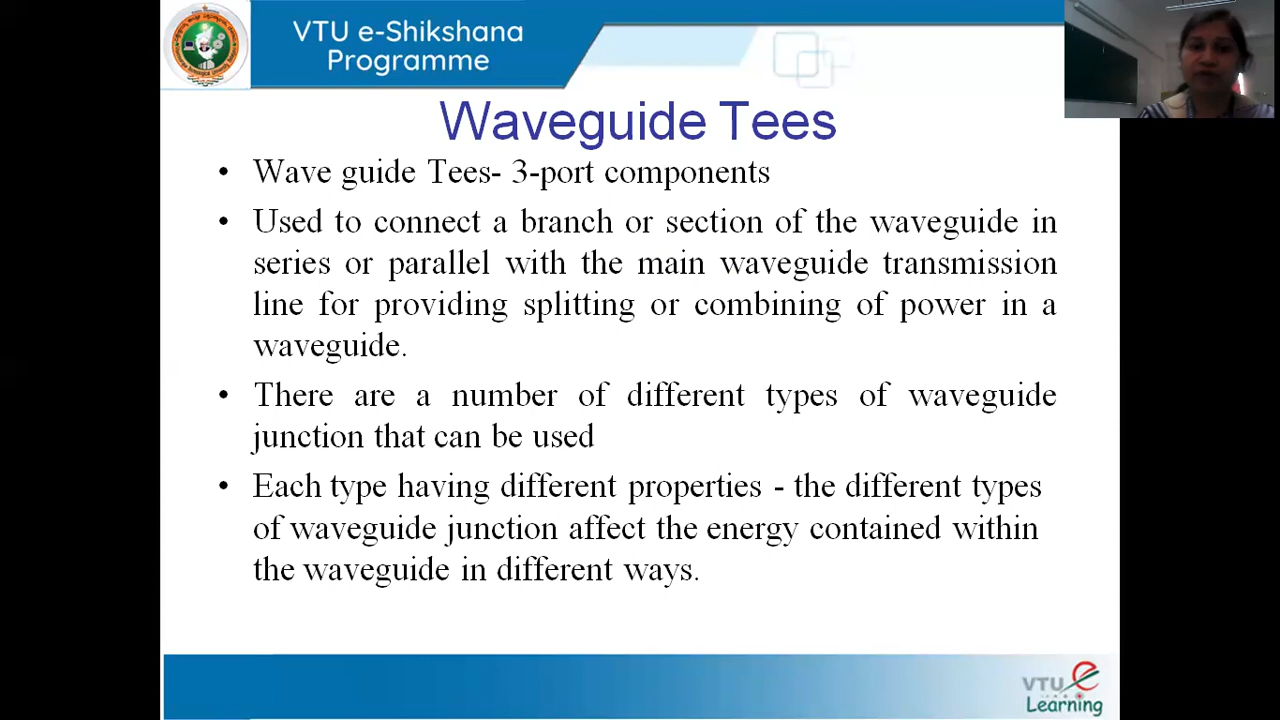 VTU e-Shikshana
Programme
Waveguide Tees
• Wave guide Tees- 3-port components
• Used to connect a branch or section of the waveguide in
series or parallel with the main waveguide transmission
line for providing splitting or combining of power in a
waveguide.
• There are a number of different types of waveguide
junction that can be used
• Each type having different properties - the different types
of waveguide junction affect the energy contained within
the waveguide in different ways.
VTU e
Learning